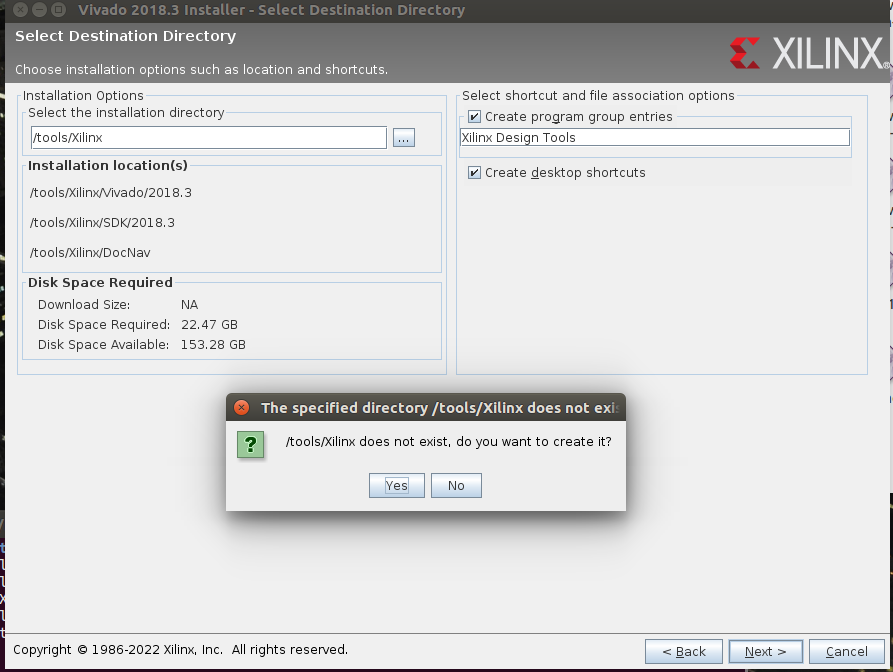 Vivado 2018.3 Installer - Select Destination Directory
Select Destination Directory
Choose installation options such as location and shortcuts.
XILINX®
Installation Options
Select the installation directory
/tools/Xilinx
...
Installation location(s)
/tools/Xilinx/Vivado/2018.3
/tools/Xilinx/SDK/2018.3
/tools/Xilinx/DocNav
Disk Space Required
Download Size: NA
Disk Space Required: 22.47 GB
Disk Space Available: 153.28 GB
Select shortcut and file association options
Create program group entries
Xilinx Design Tools
Create desktop shortcuts
The specified directory /tools/Xilinx does not exis
/tools/Xilinx does not exist, do you want to create it?
Yes
No
Copyright © 1986-2022 Xilinx, Inc. All rights reserved.
< Back
Next >
Cancel